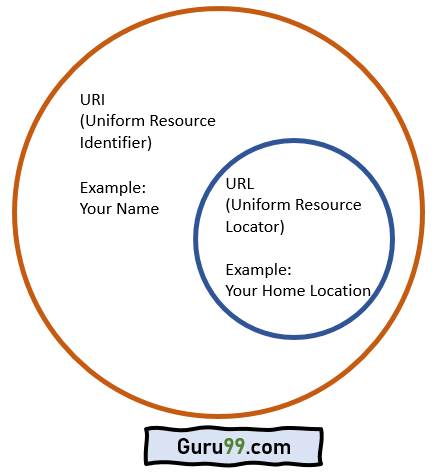 URI
(Uniform Resource
Identifier)
Example:
Your Name
URL
(Uniform Resource
Locator)
Example:
Your Home Location
Guru99.com